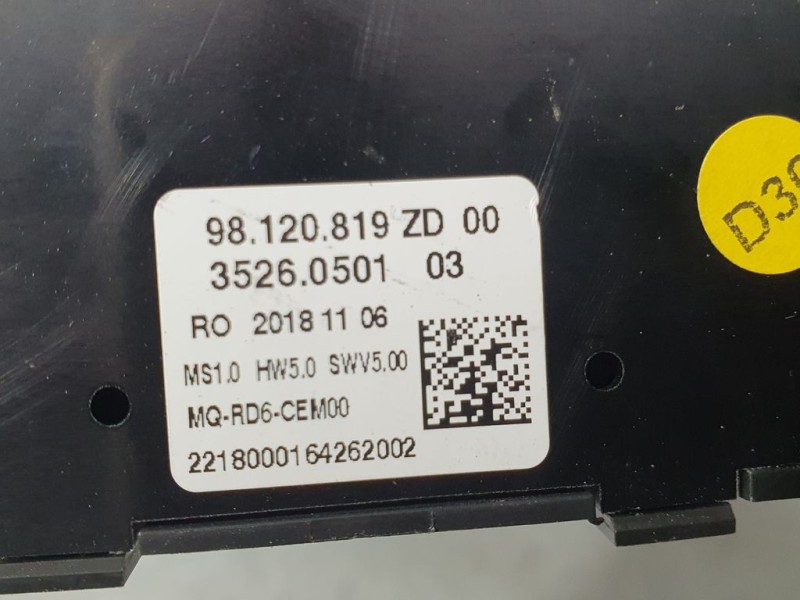 98.120.819 ZD 00
3526.0501 03
RO 2018 11 06
MS1.0 HW5.0 SWV5.00
MQ-RD6-CEM00
2218000164262002